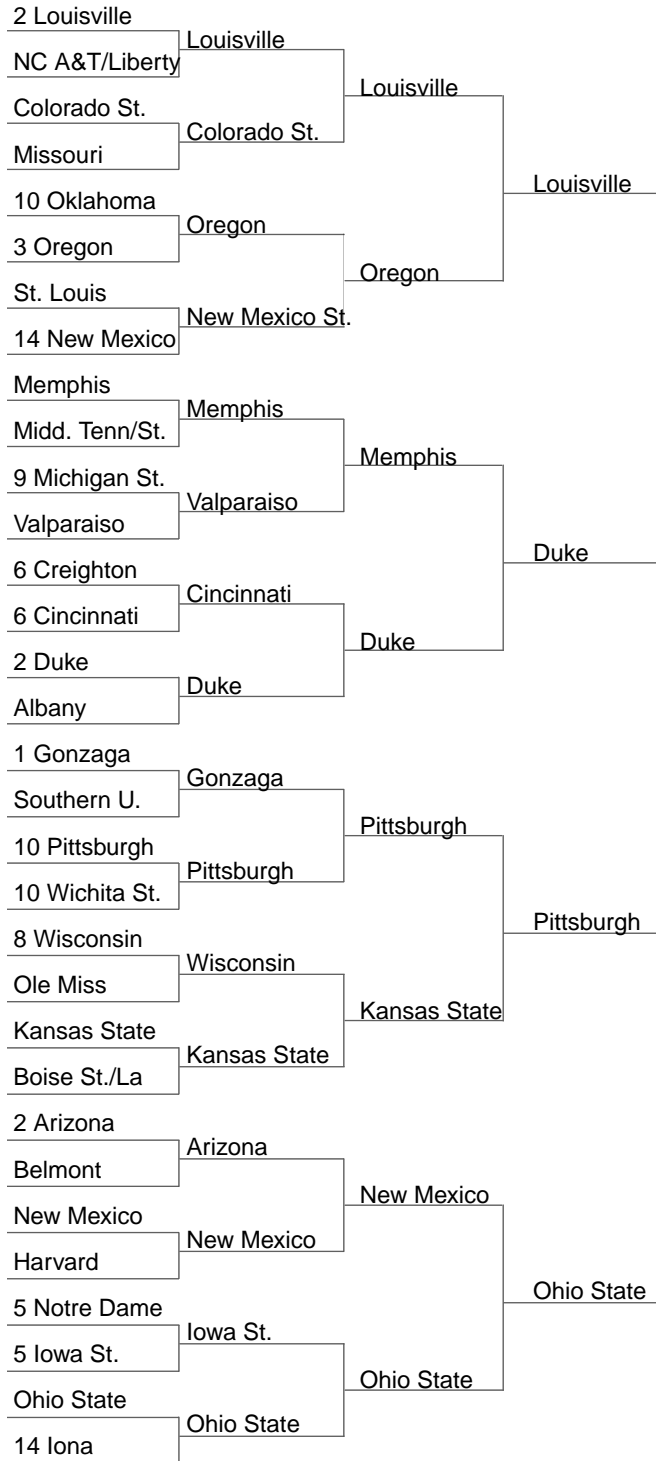 2 Louisville
NC A&T/Liberty
Colorado St.
Missouri
10 Oklahoma
3 Oregon
St. Louis
14 New Mexico
Memphis
Midd. Tenn/St.
9 Michigan St.
Valparaiso
6 Creighton
6 Cincinnati
2 Duke
Albany
1 Gonzaga
Southern U.
10 Pittsburgh
10 Wichita St.
8 Wisconsin
Ole Miss
Kansas State
Boise St./La
2 Arizona
Belmont
New Mexico
Harvard
5 Notre Dame
5 Iowa St.
Ohio State
14 Iona
Louisville
Colorado St.
Oregon
New Mexico St.
Memphis
Valparaiso
Cincinnati
Duke
Gonzaga
Pittsburgh
Wisconsin
Kansas State
Arizona
New Mexico
Iowa St.
Ohio State
Louisville
Oregon
Memphis
Duke
Pittsburgh
Kansas State
New Mexico
Ohio State
Louisville
Duke
Pittsburgh
Ohio State